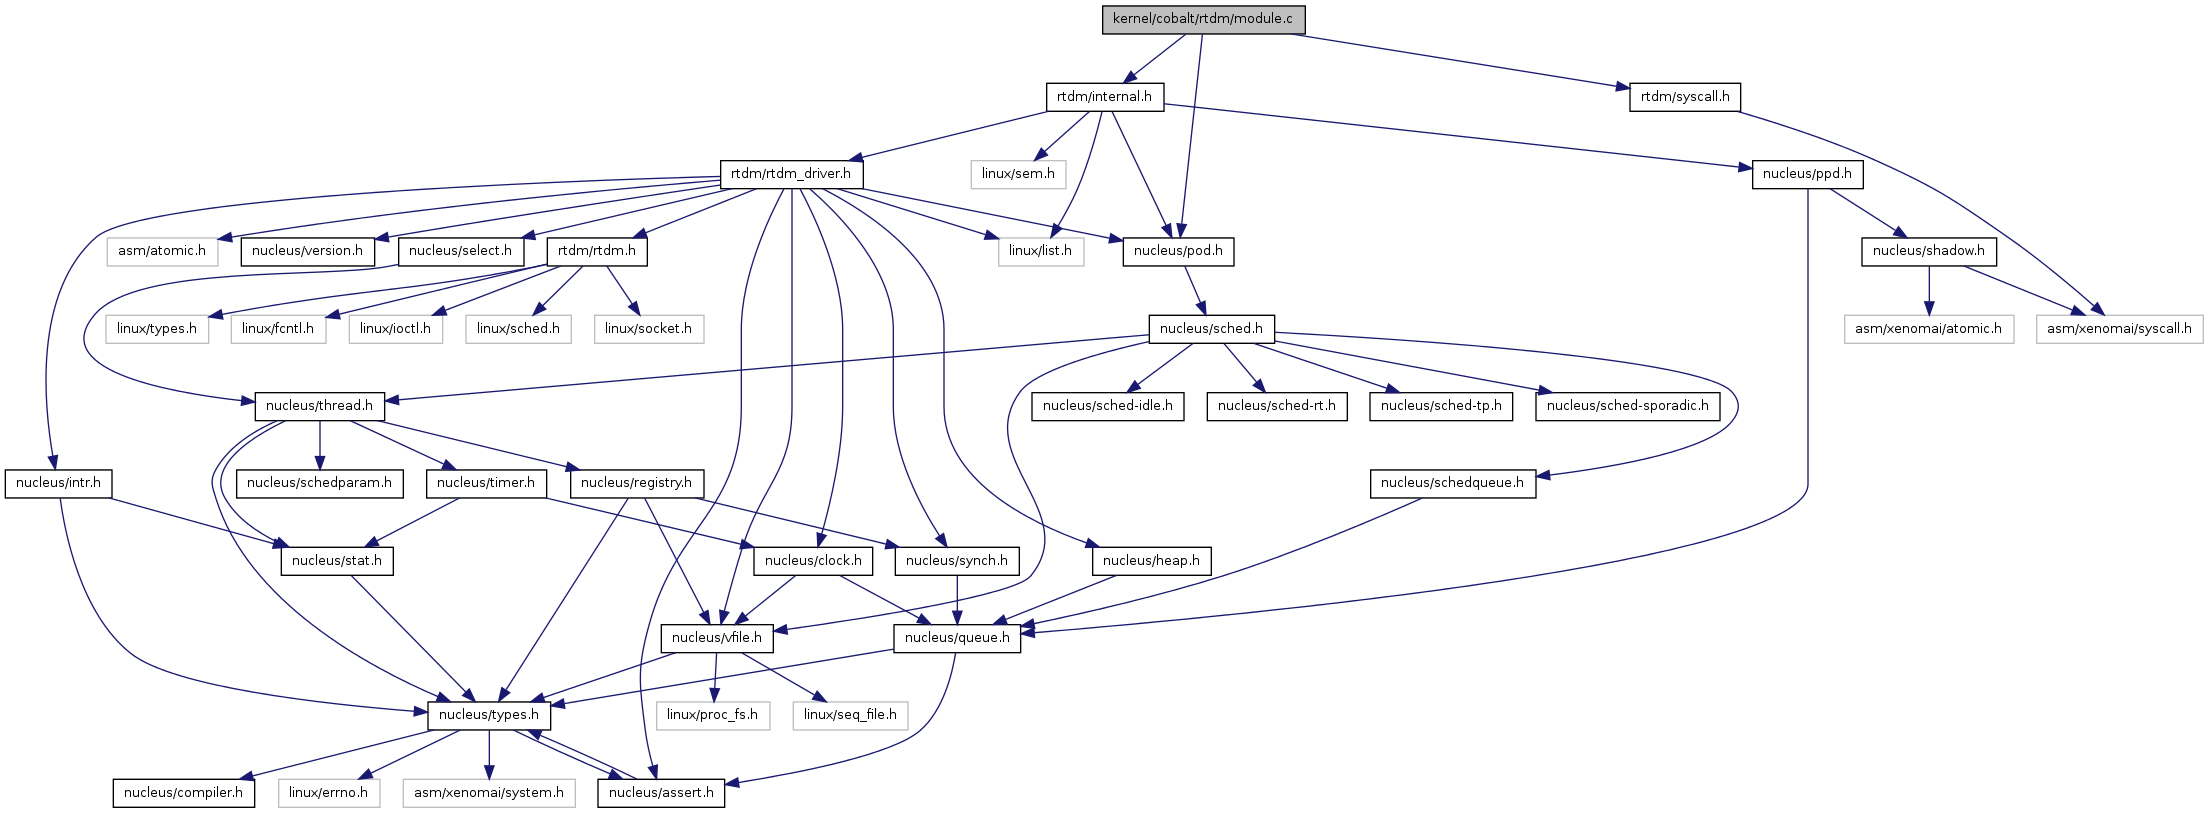 kernel/cobalt/rtdm/module.c
rtdm/internal.h
rtdm/syscall.h
rtdm/rtdm_driver.h
linux/sem.h
nucleus/ppd.h
asm/atomic.h
nucleus/version.h
nucleus/select.h
rtdm/rtdm.h
linux/list.h
nucleus/pod.h
nucleus/shadow.h
linux/types.h
linux/fcntl.h
linux/ioctl.h
linux/sched.h
linux/socket.h
nucleus/sched.h
asm/xenomai/atomic.h
asm/xenomai/syscall.h
nucleus/thread.h
nucleus/sched-idle.h
nucleus/sched-rt.h
nucleus/sched-tp.h
nucleus/sched-sporadic.h
nucleus/intr.h
nucleus/schedparam.h
nucleus/timer.h
nucleus/registry.h
nucleus/schedqueue.h
nucleus/stat.h
nucleus/clock.h
nucleus/synch.h
nucleus/heap.h
nucleus/vfile.h
nucleus/queue.h
nucleus/types.h
linux/proc_fs.h
linux/seq_file.h
nucleus/compiler.h
linux/errno.h
asm/xenomai/system.h
nucleus/assert.h